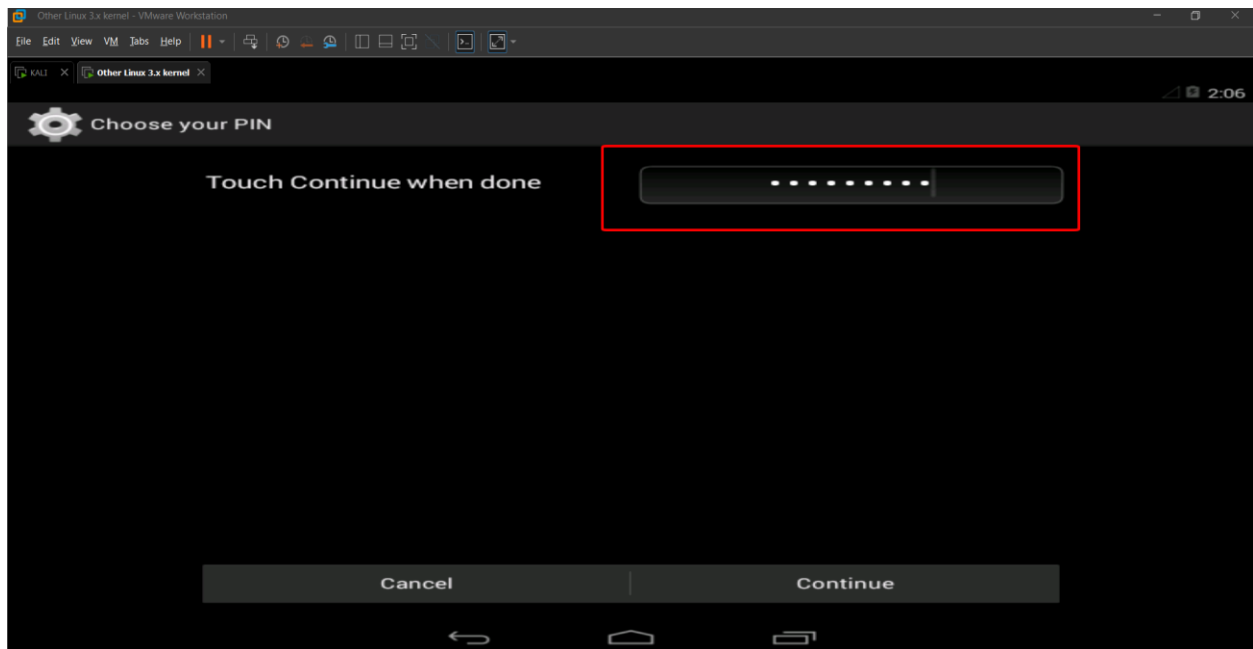 Other Linux 3.x kernel - VMware Workstation
File Edit View VM Tabs Help
KALI Other Linux 3.x kernel
2:06
Choose your PIN
Touch Continue when done •••••••••
Cancel Continue